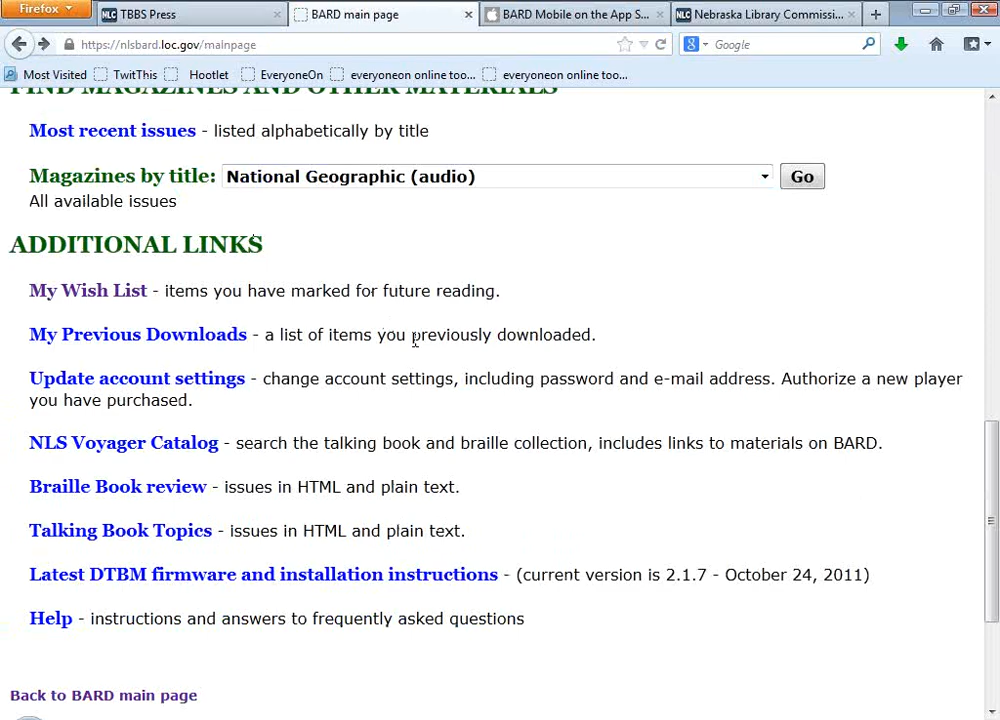 Firefox
TBBS Press
BARD main page
BARD Mobile on the App S...
Nebraska Library Commissi...
https://nlsbard.loc.gov/mainpage
Google
Most Visited
TwitThis
Hootlet
EveryoneOn
everyoneon online too...
everyoneon online too...
FIND MAGAZINES AND OTHER MATERIALS
Most recent issues - listed alphabetically by title
Magazines by title: National Geographic (audio) Go
All available issues
ADDITIONAL LINKS
My Wish List - items you have marked for future reading.
My Previous Downloads - a list of items you previously downloaded.
Update account settings - change account settings, including password and e-mail address. Authorize a new player
you have purchased.
NLS Voyager Catalog - search the talking book and braille collection, includes links to materials on BARD.
Braille Book review - issues in HTML and plain text.
Talking Book Topics - issues in HTML and plain text.
Latest DTBM firmware and installation instructions - (current version is 2.1.7 - October 24, 2011)
Help - instructions and answers to frequently asked questions
Back to BARD main page